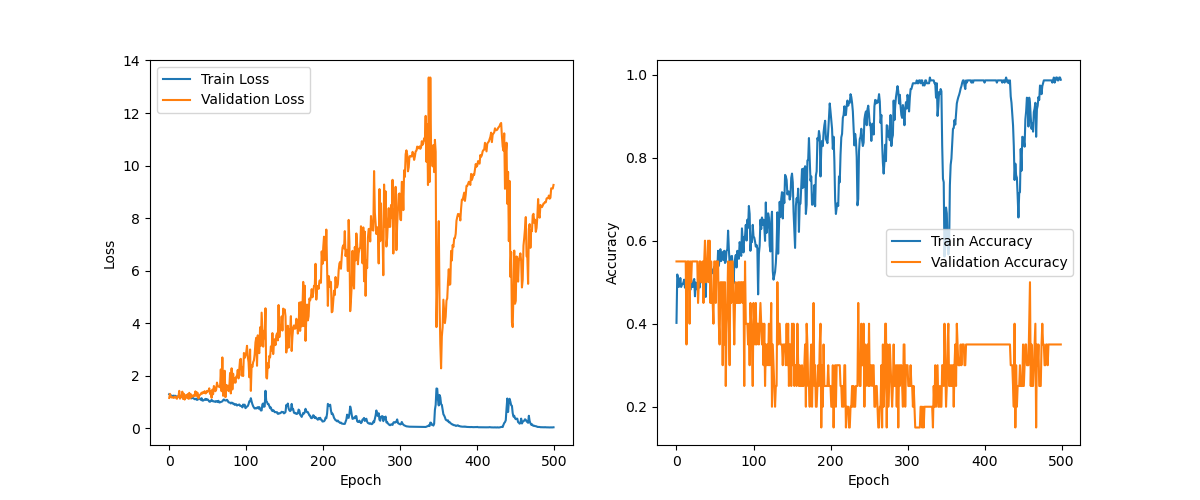 Train Loss
Validation Loss
Loss
14
12
10
8
6
4
2
0
0 100 200 300 400 500
Epoch
Train Accuracy
Validation Accuracy
Accuracy
1.0
0.8
0.6
0.4
0.2
0 100 200 300 400 500
Epoch